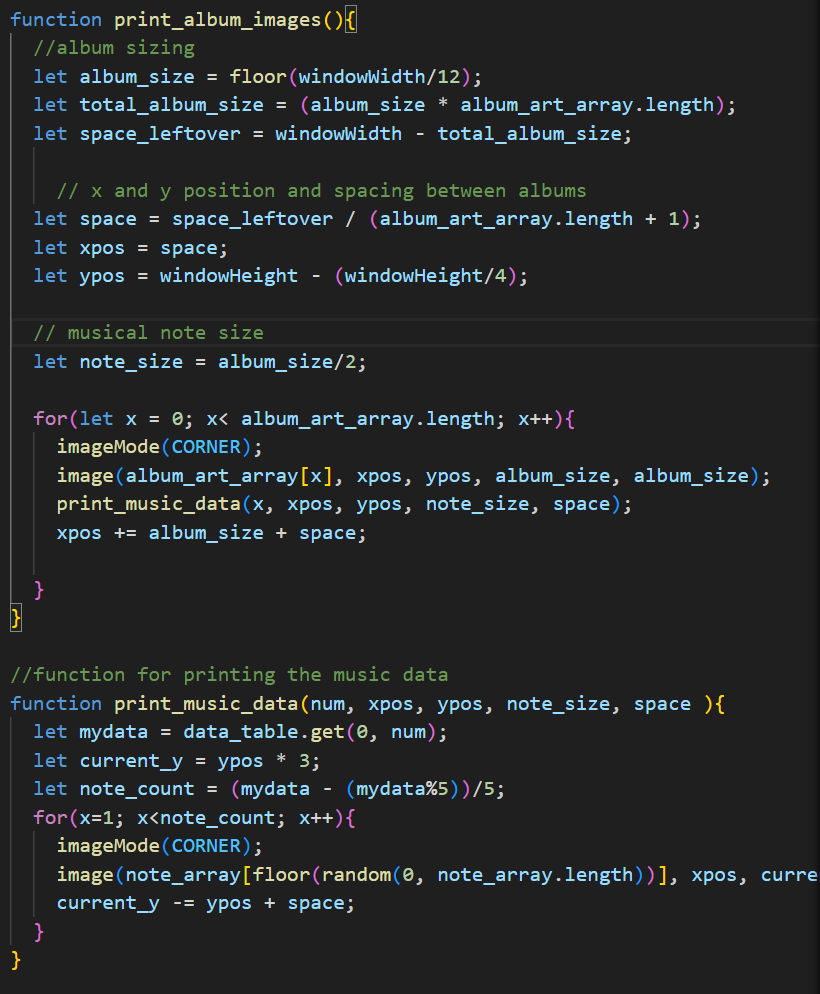 function print_album_images(){
  //album sizing
  let album_size = floor(windowWidth/12);
  let total_album_size = (album_size * album_art_array.length);
  let space_leftover = windowWidth - total_album_size;
    // x and y position and spacing between albums
  let space = space_leftover / (album_art_array.length + 1);
  let xpos = space;
  let ypos = windowHeight - (windowHeight/4);
  // musical note size
  let note_size = album_size/2;
  for(let x = 0; x< album_art_array.length; x++){
    imageMode(CORNER);
    image(album_art_array[x], xpos, ypos, album_size, album_size);
    print_music_data(x, xpos, ypos, note_size, space);
    xpos += album_size + space;
  }
}
//function for printing the music data
function print_music_data(num, xpos, ypos, note_size, space ){
  let mydata = data_table.get(0, num);
  let current_y = ypos * 3;
  let note_count = (mydata - (mydata%5))/5;
  for(x=1; x<note_count; x++){
    imageMode(CORNER);
    image(note_array[floor(random(0, note_array.length))], xpos, curre
    current_y -= ypos + space;
  }
}